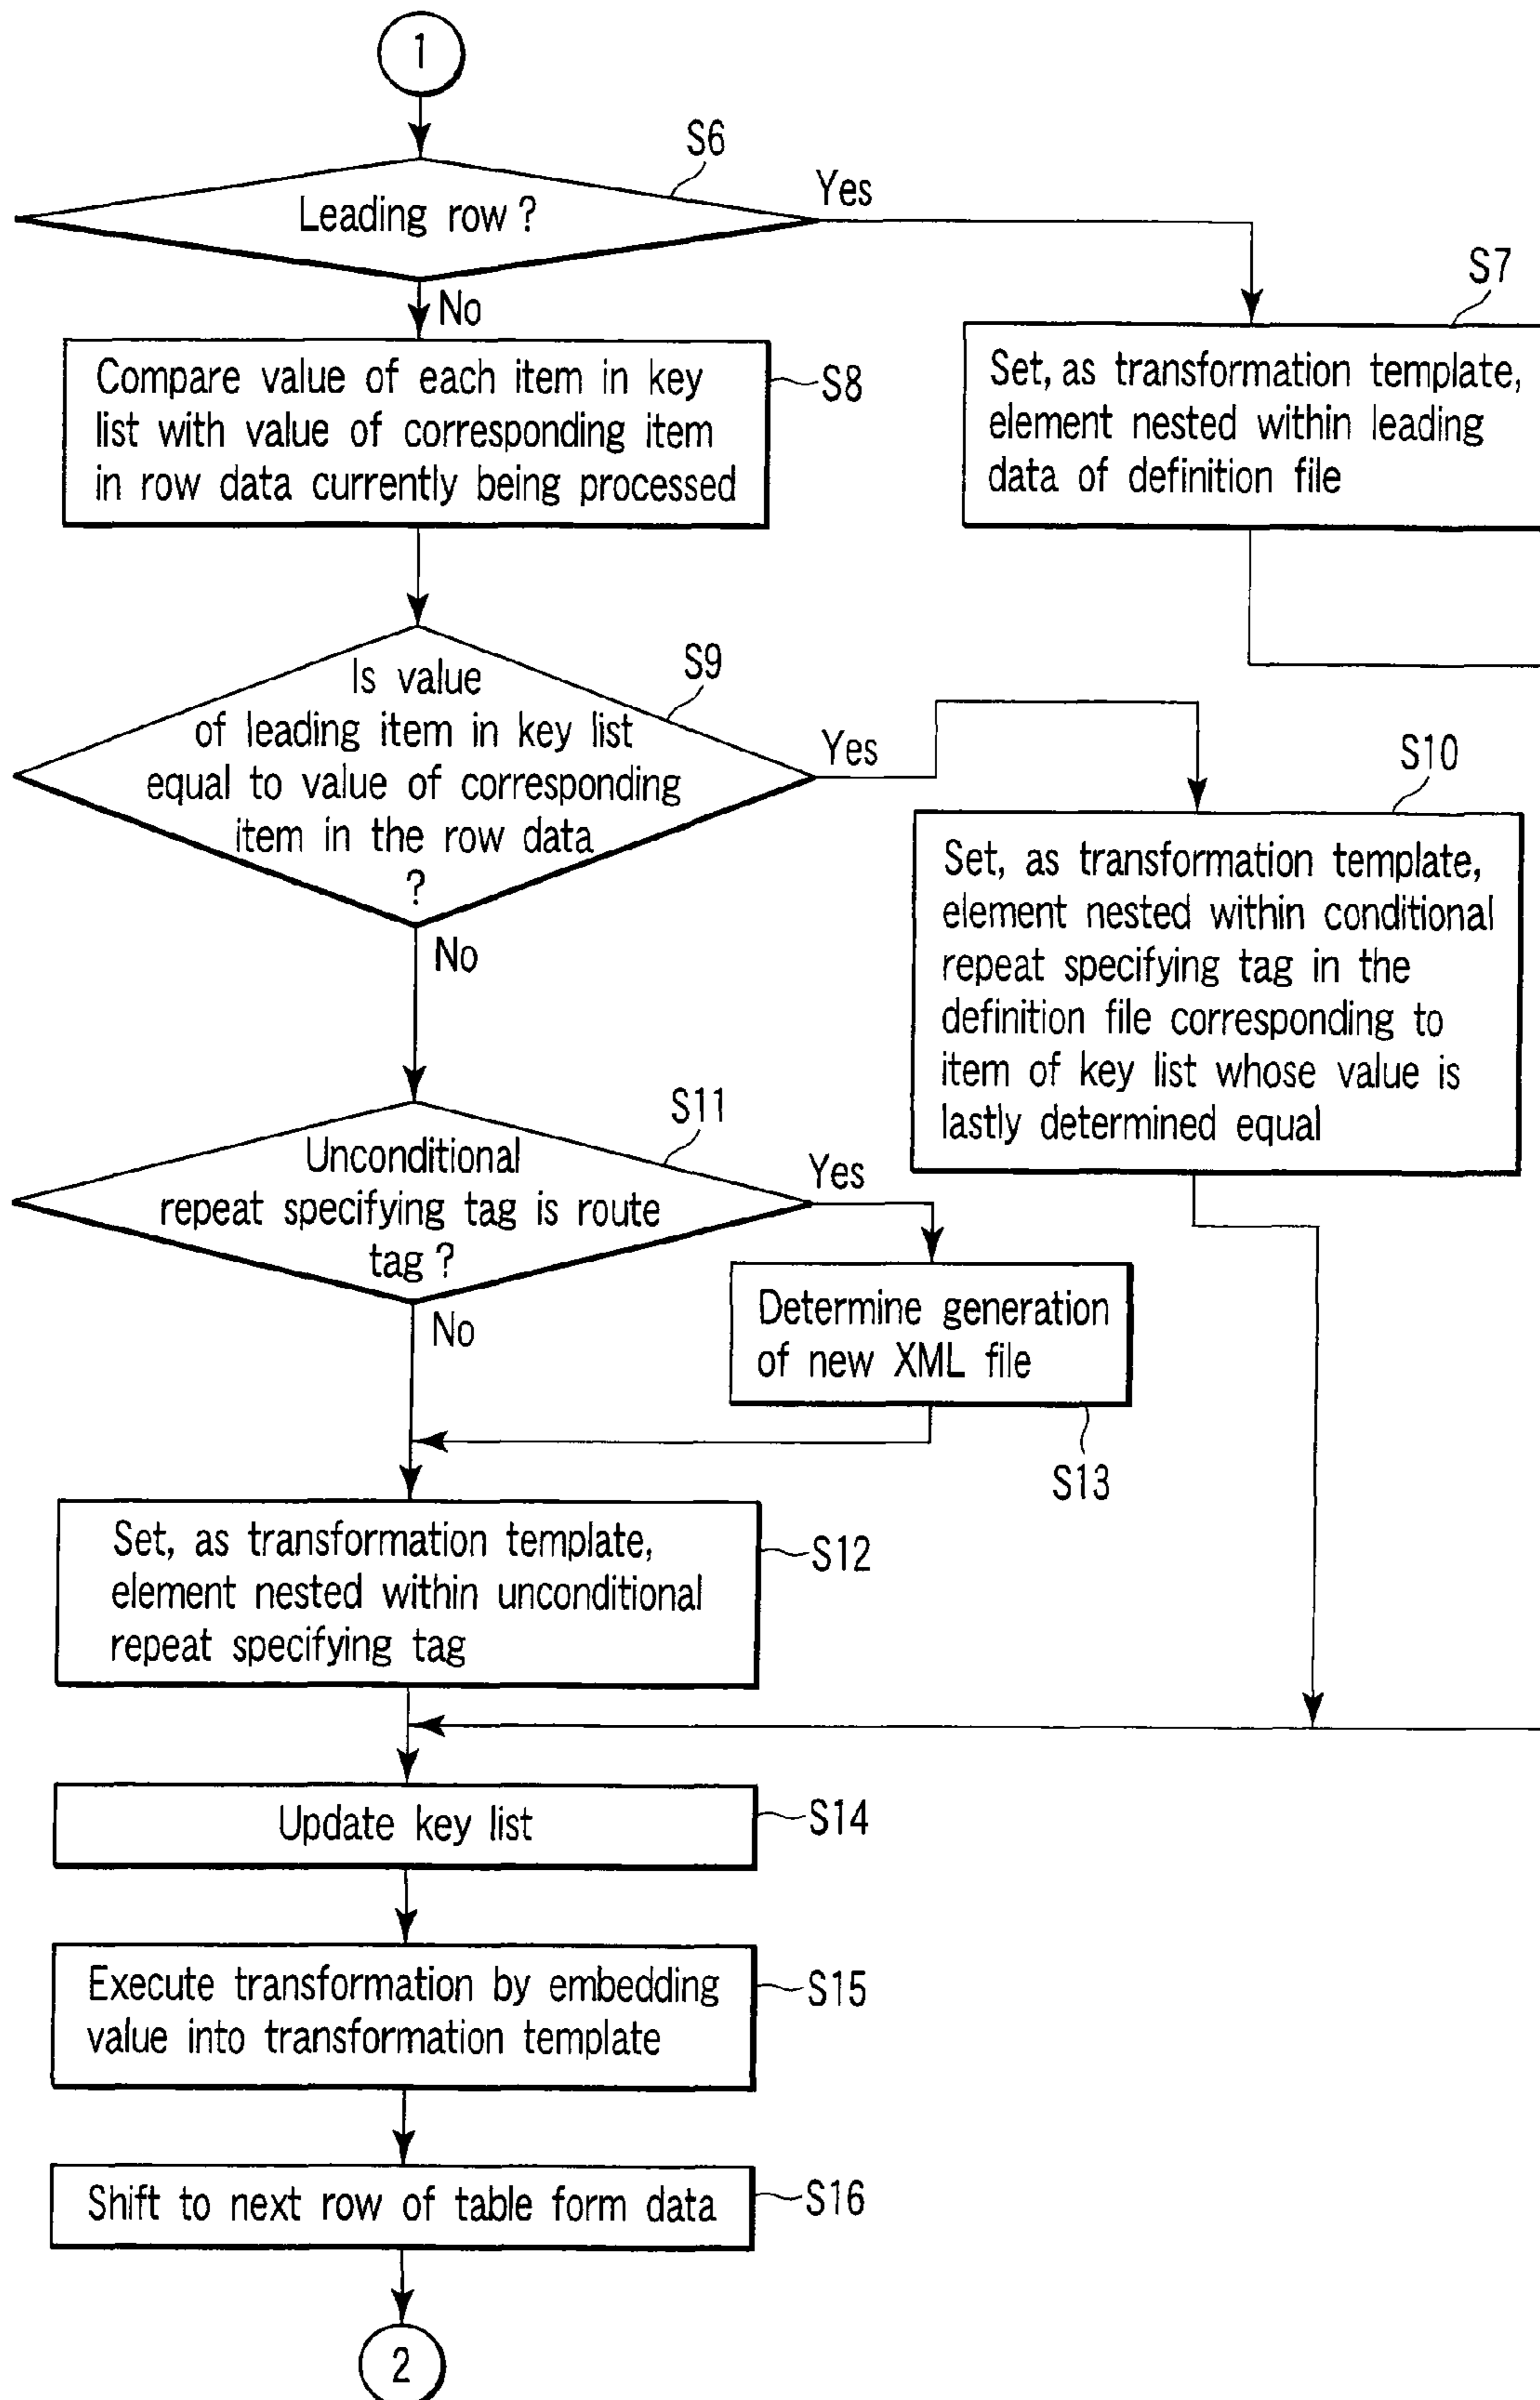 1
S6
Leading row ?
Yes
No
S7
Set, as transformation template,
element nested within leading
data of definition file
Compare value of each item in key
list with value of corresponding item
in row data currently being processed
S8
S9
Is value
of leading item in key list
equal to value of corresponding
item in the row data
?
Yes
No
S10
Set, as transformation template,
element nested within conditional
repeat specifying tag in the
definition file corresponding to
item of key list whose value is
lastly determined equal
S11
Unconditional
repeat specifying tag is route
tag ?
Yes
No
Determine generation
of new XML file
S13
Set, as transformation template,
element nested within unconditional
repeat specifying tag
S12
Update key list
S14
Execute transformation by embedding
value into transformation template
S15
Shift to next row of table form data
S16
2